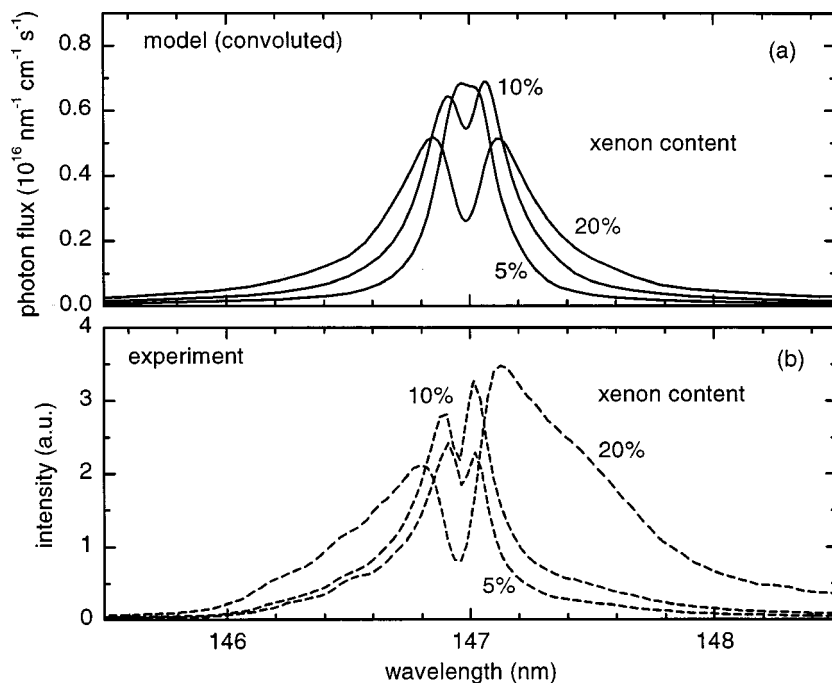 0.9
model (convoluted)
(a)
10%
0.6
xenon content
0.4
20%
0.2
5%
0.0
photon flux (10¹⁶ nm⁻¹ cm⁻¹ s⁻¹)
4
experiment
(b)
3
10%
xenon content
20%
2
1
5%
0
intensity (a.u.)
146
147
148
wavelength (nm)